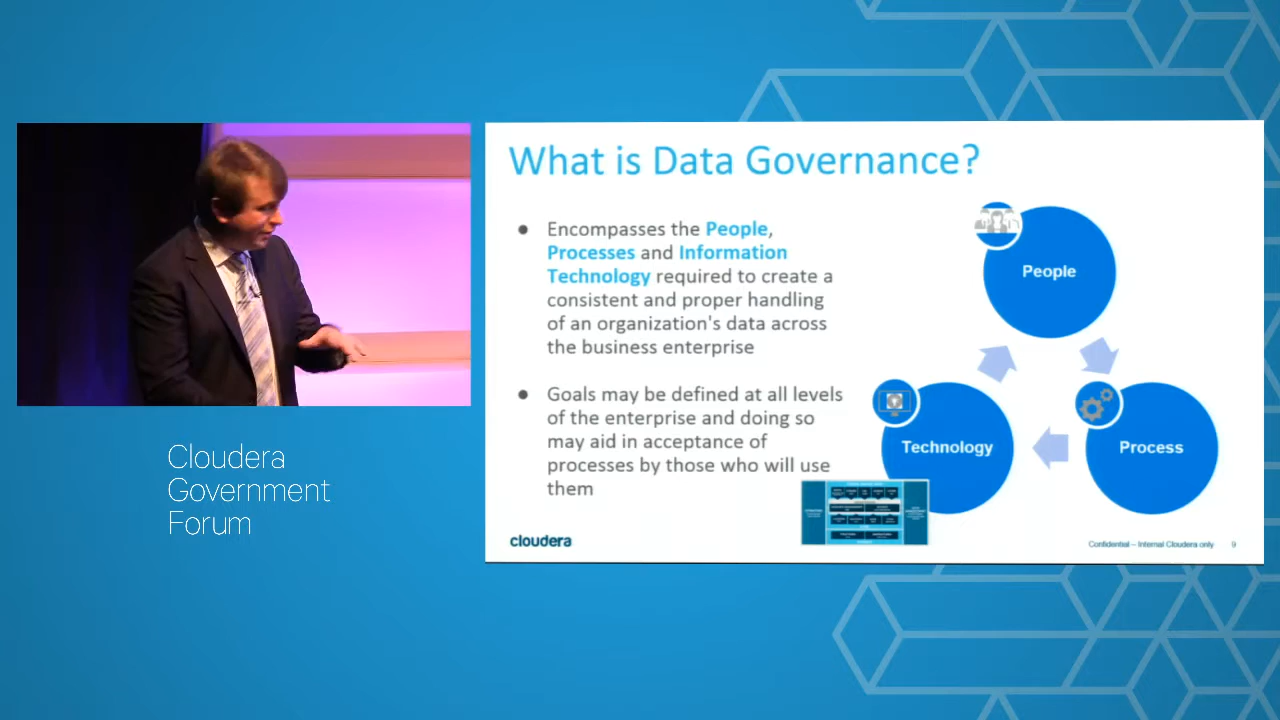 What is Data Governance?
● Encompasses the People,
Processes and Information
Technology required to create a
consistent and proper handling
of an organization's data across
the business enterprise
● Goals may be defined at all levels
of the enterprise and doing so
may aid in acceptance of
processes by those who will use
them
People
Technology
Process
cloudera
Confidential – Internal Cloudera only 9
Cloudera
Government
Forum